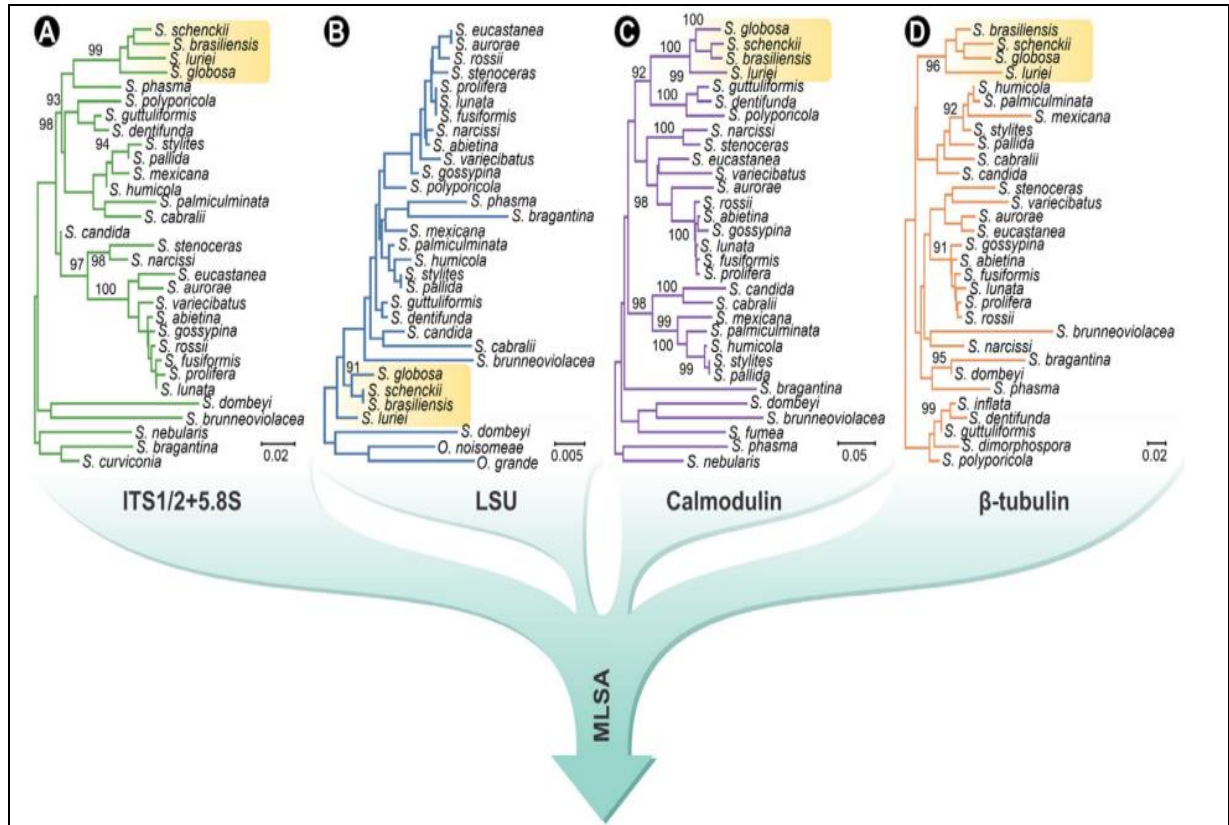 A
99
S. schenckii
S. brasiliensis
S. luriei
S. globosa
S. phasma
93
S. polyporicola
98
S. guttuliformis
S. dentifunda
94
S. stylites
S. pallida
S. mexicana
S. humicola
S. palmiculminata
S. cabralii
S. candida
S. stenoceras
97
98
S. narcissi
S. eucastanea
100
S. aurorae
S. variecibatus
S. abietina
S. gossypina
S. rossii
S. fusiformis
S. prolifera
S. lunata
S. dombeyi
S. brunneoviolacea
S. nebularis
0.02
S. bragantina
S. curviconia
ITS1/2+5.8S
B
S. eucastanea
S. aurorae
S. rossii
S. stenoceras
S. prolifera
S. lunata
S. fusiformis
S. narcissi
S. abietina
S. variecibatus
S. gossypina
S. polyporicola
S. phasma
S. bragantina
S. mexicana
S. palmiculminata
S. humicola
S. stylites
S. pallida
S. guttuliformis
S. dentifunda
S. candida
S. cabralii
S. brunneoviolacea
91
S. globosa
S. schenckii
S. brasiliensis
S. luriei
S. dombeyi
O. noisomeae
0.005
O. grande
LSU
C
100
S. globosa
100
S. schenckii
S. brasiliensis
92
99
S. luriei
S. guttuliformis
100
S. dentifunda
S. polyporicola
100
S. narcissi
S. stenoceras
S. eucastanea
S. variecibatus
98
S. aurorae
S. rossii
S. abietina
100
S. gossypina
S. lunata
S. fusiformis
S. prolifera
100
S. candida
98
S. cabralii
99
S. mexicana
S. palmiculminata
100
S. humicola
S. stylites
99
S. pallida
S. bragantina
S. dombeyi
S. brunneoviolacea
S. fumea
S. phasma
0.05
S. nebularis
Calmodulin
D
S. brasiliensis
S. schenckii
S. globosa
96
S. luriei
S. humicola
92
S. palmiculminata
S. mexicana
S. stylites
S. pallida
S. cabralii
S. candida
S. stenoceras
S. variecibatus
S. aurorae
S. eucastanea
91
S. gossypina
S. abietina
S. fusiformis
S. lunata
S. prolifera
S. rossii
S. brunneoviolacea
S. narcissi
95
S. bragantina
S. dombeyi
S. phasma
99
S. inflata
S. dentifunda
S. guttuliformis
S. dimorphospora
0.02
S. polyporicola
β-tubulin
MLSA